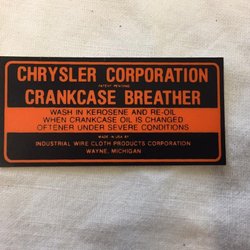 CHRYSLER CORPORATION
PATENT PENDING
CRANKCASE BREATHER
WASH IN KEROSENE AND RE-OIL
WHEN CRANKCASE OIL IS CHANGED
OFTENER UNDER SEVERE CONDITIONS
MADE IN USA BY
INDUSTRIAL WIRE CLOTH PRODUCTS CORPORATION
WAYNE, MICHIGAN